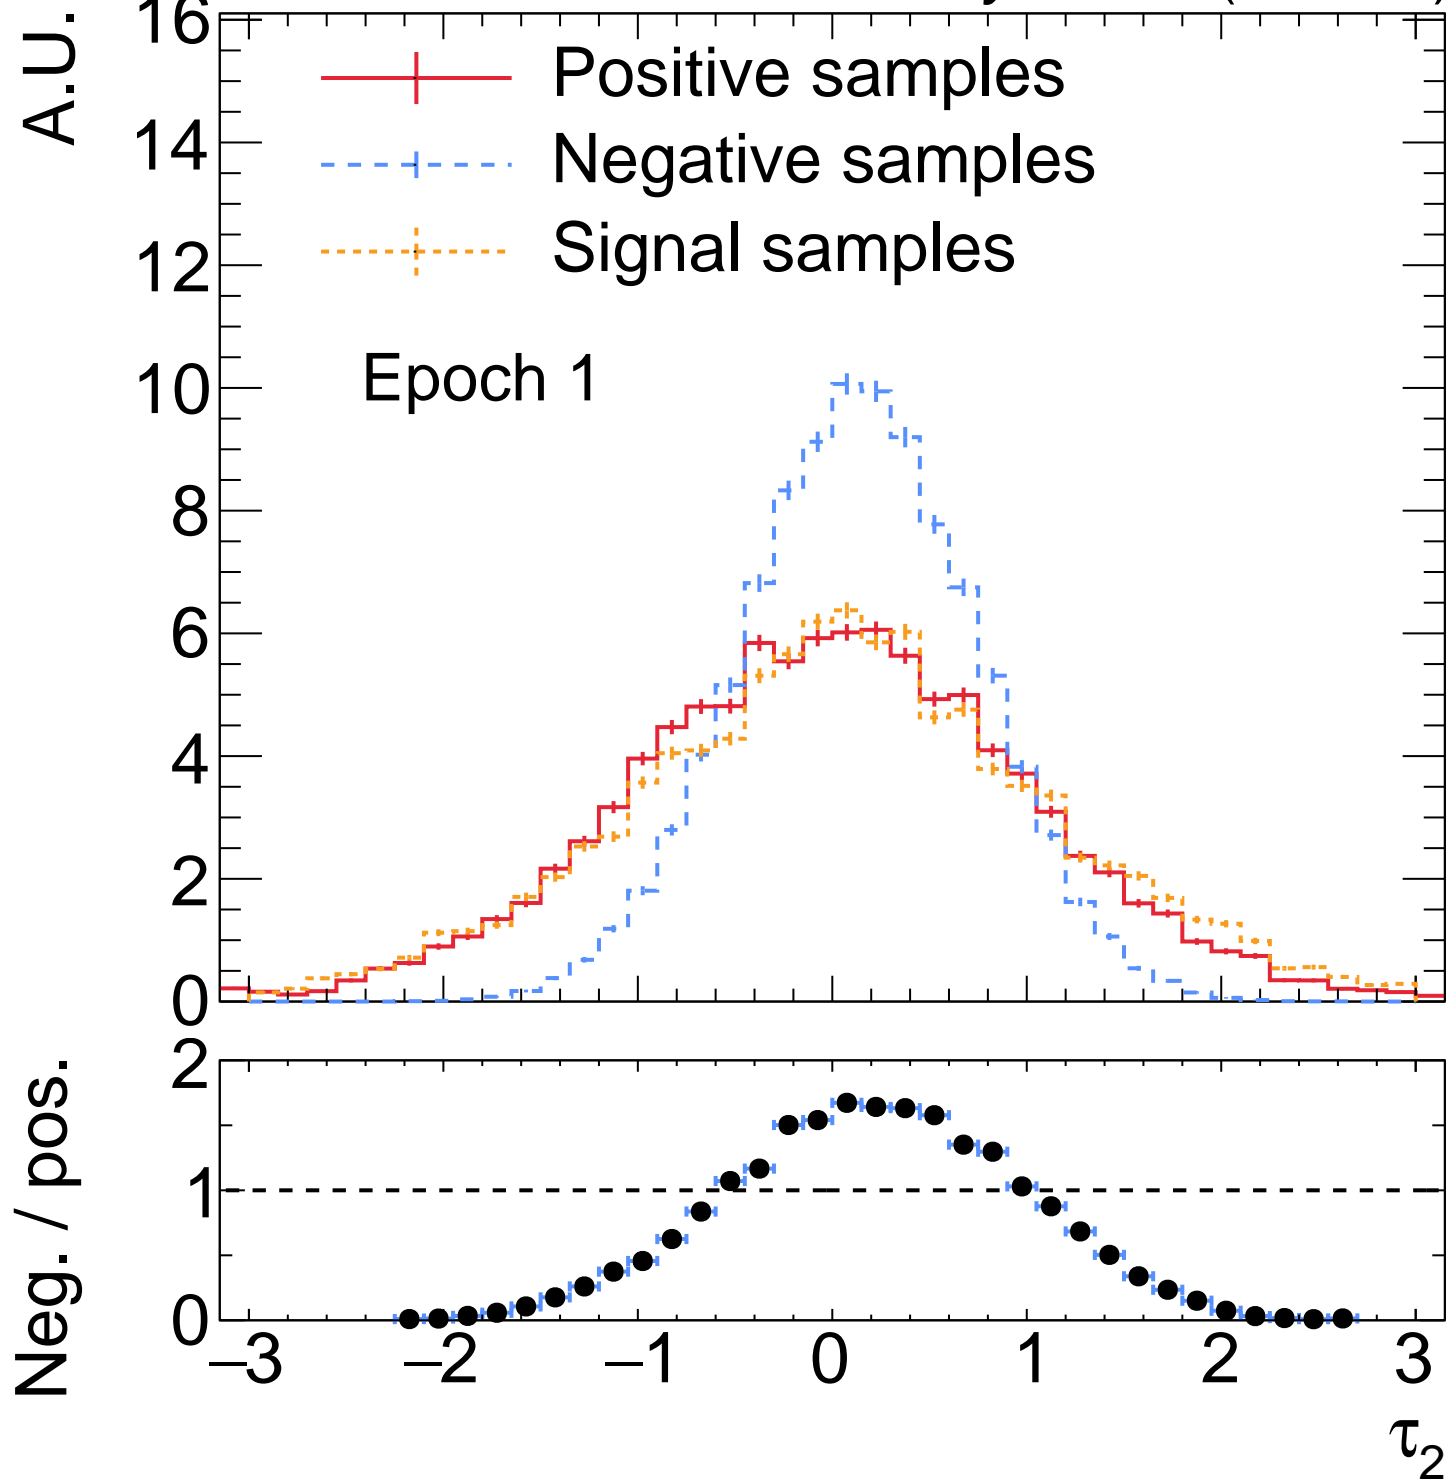 A.U.
16
14
12
10
8
6
4
2
0
Positive samples
Negative samples
Signal samples
Epoch 1
Neg. / pos.
2
1
0
−3 −2 −1 0 1 2 3
τ2